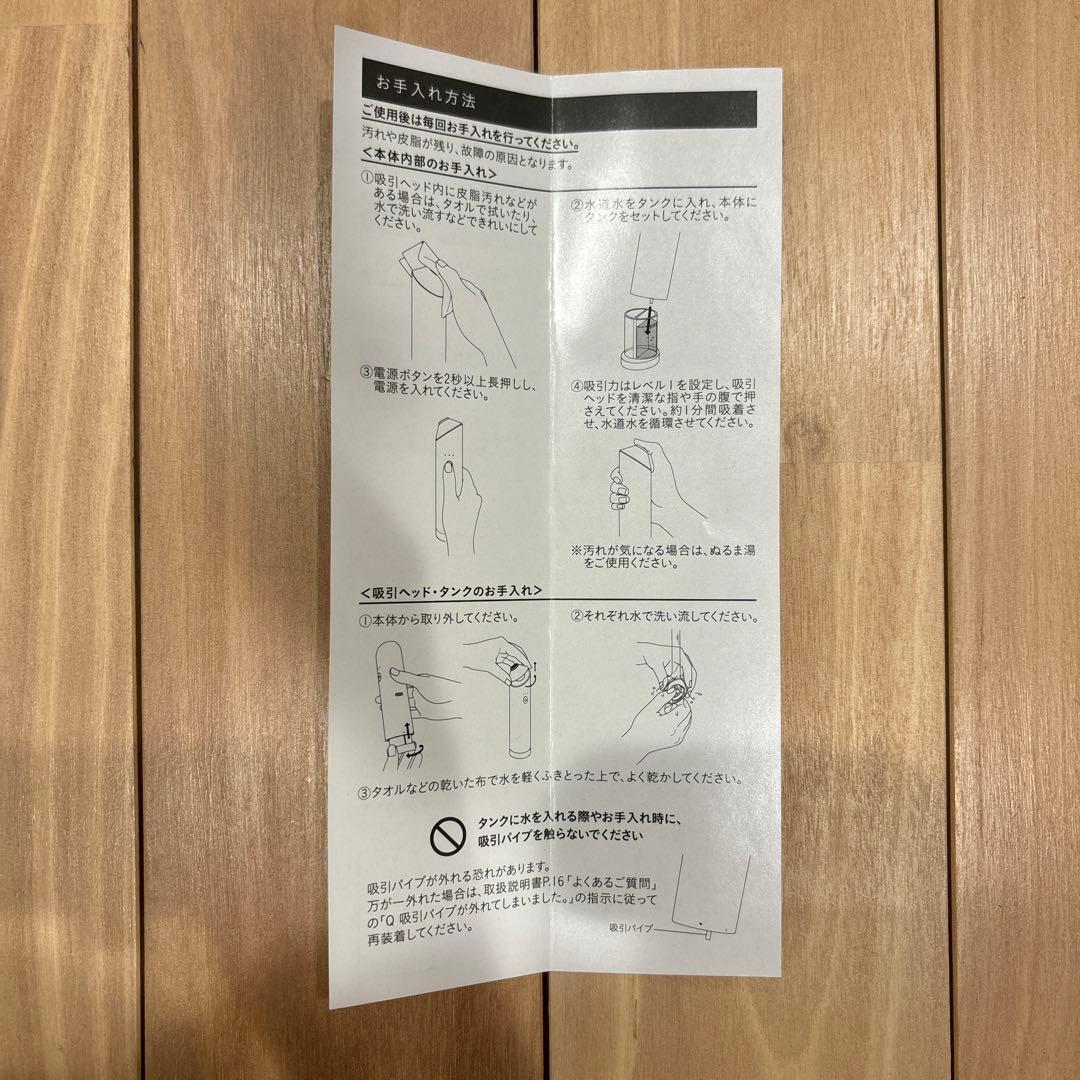 お手入れ方法
ご使用後は毎回お手入れを行ってください。
汚れや皮脂が残り、故障の原因となります。
＜本体内部のお手入れ＞
①吸引ヘッド内に皮脂汚れなどが
ある場合は、タオルで拭いたり、
水で洗い流すなどできれいにして
ください。
②水道水をタンクに入れ、本体に
タンクをセットしてください。
③電源ボタンを2秒以上長押しし、
電源を入れてください。
④吸引力はレベル1を設定し、吸引
ヘッドを清潔な指や手の腹で押
さえてください。約1分間吸着さ
せ、水道水を循環させてください。
※汚れが気になる場合は、ぬるま湯
をご使用ください。
＜吸引ヘッド・タンクのお手入れ＞
①本体から取り外してください。
②それぞれ水で洗い流してください。
③タオルなどの乾いた布で水を軽くふきとった上で、よく乾かしてください。
タンクに水を入れる際やお手入れ時に、
吸引パイプを触らないでください
吸引パイプが外れる恐れがあります。
万が一外れた場合は、取扱説明書P.16「よくあるご質問」
の「Q 吸引パイプが外れてしまいました。」の指示に従って
再装着してください。
吸引パイプ